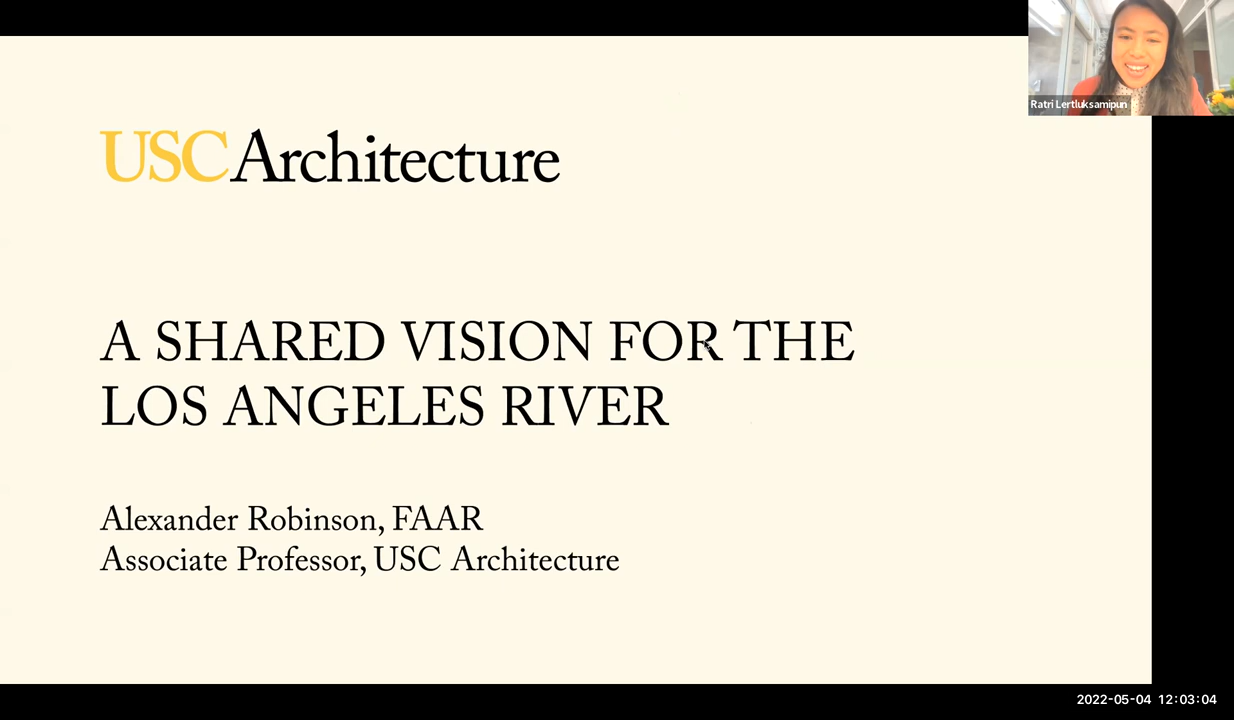 Ratri Lertluksamipun
USC Architecture
A SHARED VISION FOR THE
LOS ANGELES RIVER
Alexander Robinson, FAAR
Associate Professor, USC Architecture
2022-05-04 12:03:04